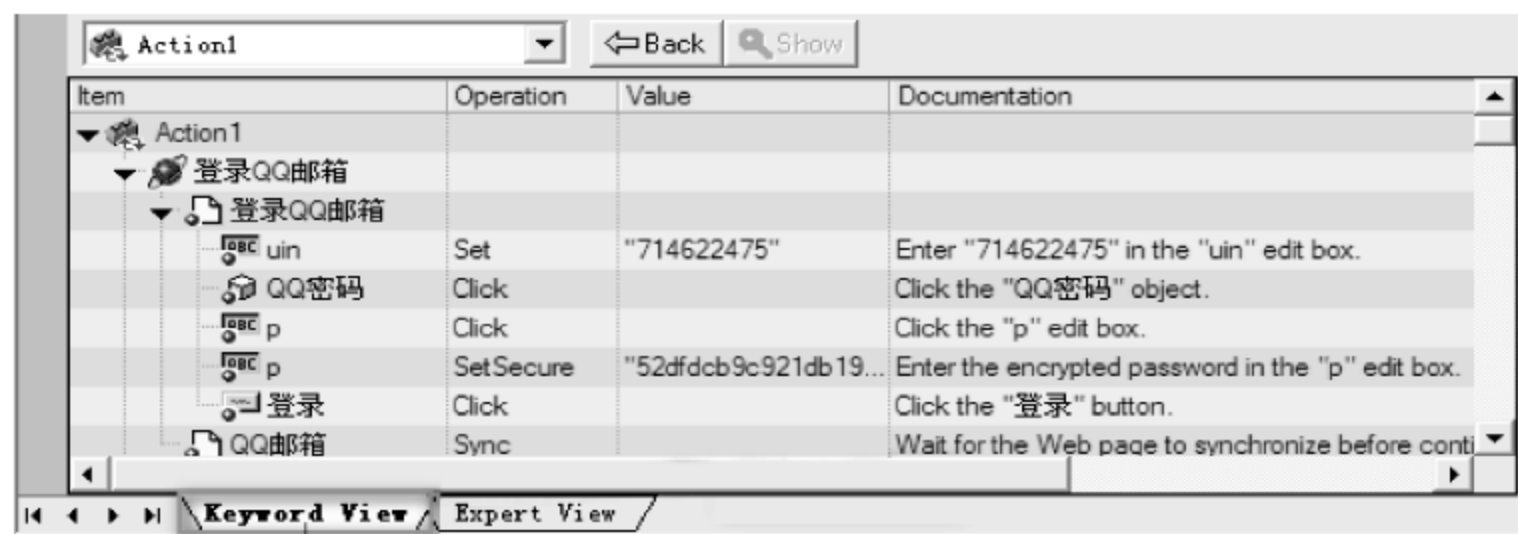 Action1 Back Show
Item Operation Value Documentation
Action1
登录QQ邮箱
登录QQ邮箱
uin Set "714622475" Enter "714622475" in the "uin" edit box.
QQ密码 Click Click the "QQ密码" object.
p Click Click the "p" edit box.
p SetSecure "52dfdcb9c921db19... Enter the encrypted password in the "p" edit box.
登录 Click Click the "登录" button.
QQ邮箱 Sync Wait for the Web page to synchronize before conti
Keyword View Expert View